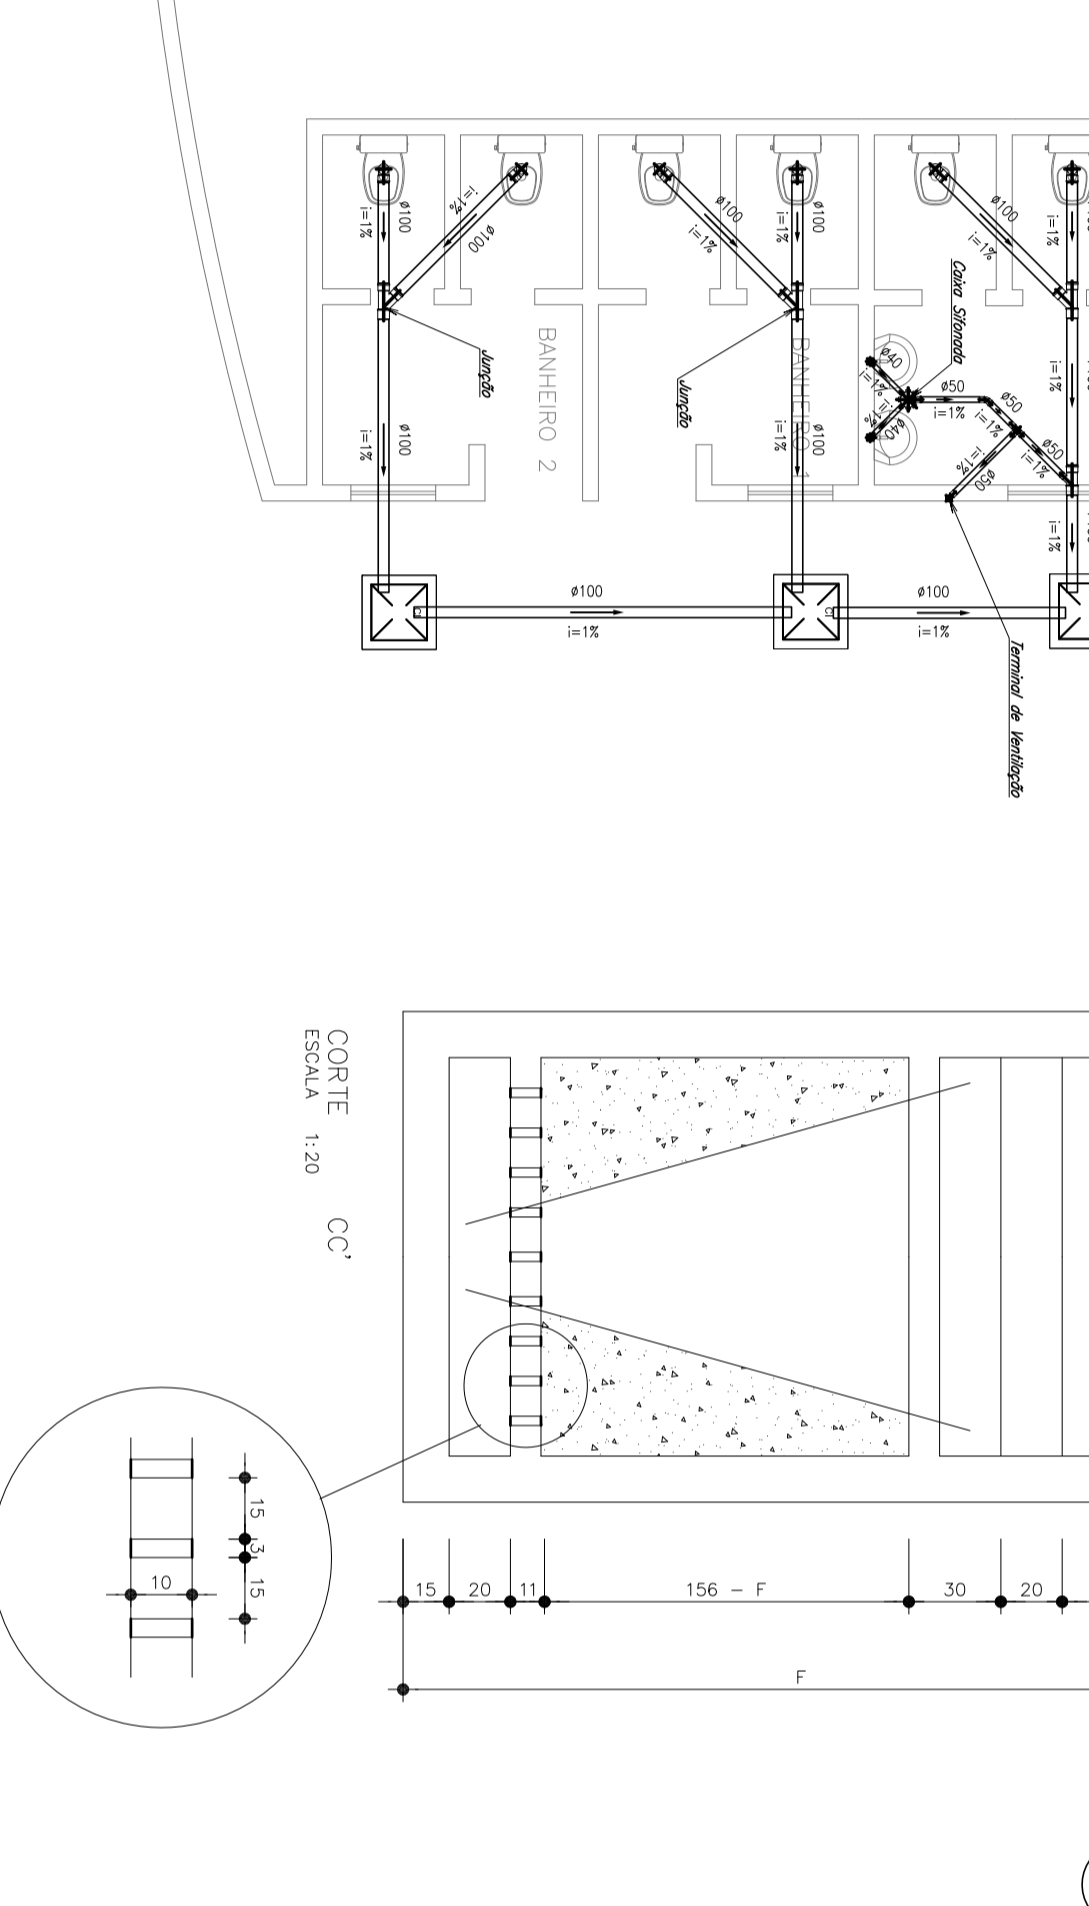 ø100
i=1%
i=1%
ø100
ø100
i=1%
ø100
i=1%
ø100
i=1%
i=1%
Caixa Sifonada
Junção
BANHEIRO 2
Junção
BANHEIRO 1
ø40
i=1%
i=1%
ø40
ø50
i=1%
ø50
i=1%
ø50
i=1%
i=1%
ø50
i=1%
ø100
i=1%
ø100
i=1%
i=1%
ø100
i=1%
ø100
i=1%
Terminal de Ventilação
CORTE CC'
ESCALA 1:20
15
3
15
10
15 20 11 156 - F 30 20
F